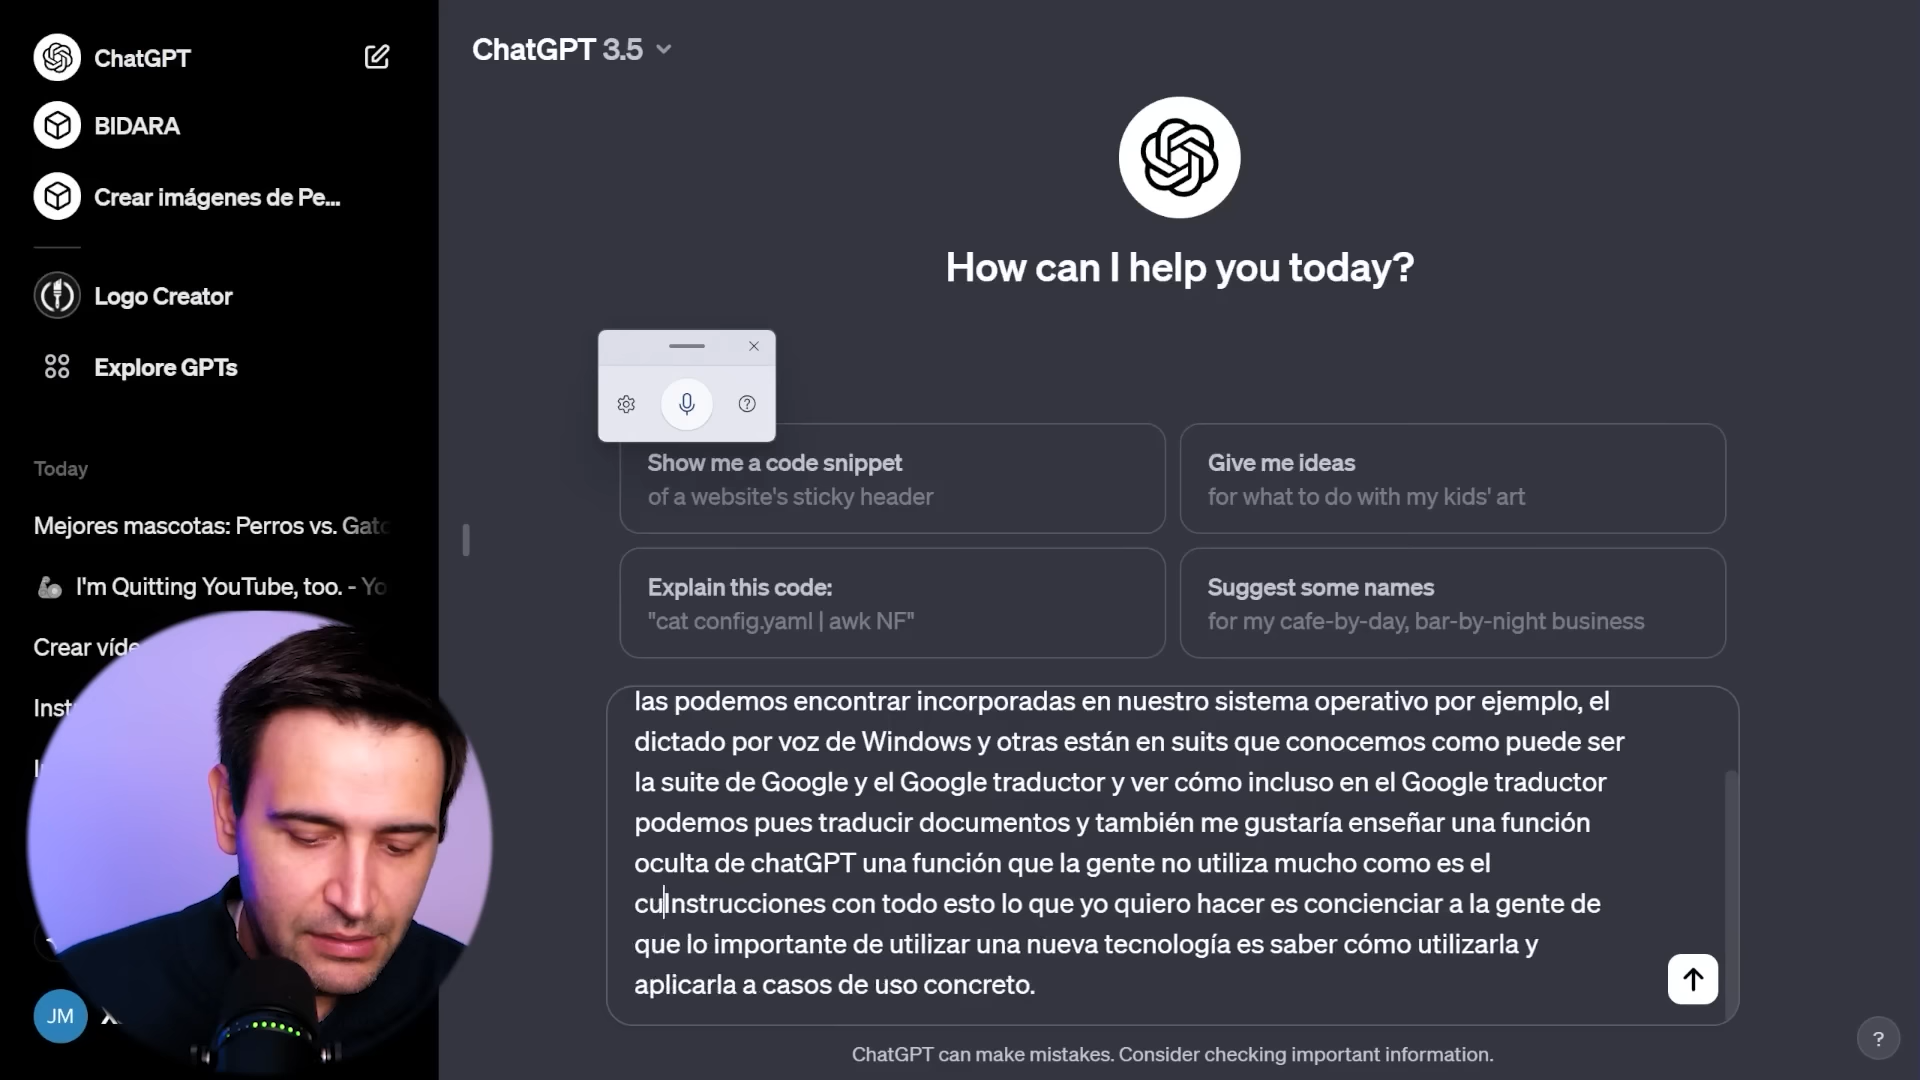 ChatGPT
BIDARA
Crear imágenes de Pe...
Logo Creator
Explore GPTs
Today
Mejores mascotas: Perros vs. Gato
I'm Quitting YouTube, too. - Yo
Crear víde
Inst
JM
ChatGPT 3.5
How can I help you today?
Show me a code snippet
of a website's sticky header
Give me ideas
for what to do with my kids' art
Explain this code:
"cat config.yaml | awk NF"
Suggest some names
for my cafe-by-day, bar-by-night business
las podemos encontrar incorporadas en nuestro sistema operativo por ejemplo, el
dictado por voz de Windows y otras están en suits que conocemos como puede ser
la suite de Google y el Google traductor y ver cómo incluso en el Google traductor
podemos pues traducir documentos y también me gustaría enseñar una función
oculta de chatGPT una función que la gente no utiliza mucho como es el
cuInstrucciones con todo esto lo que yo quiero hacer es concienciar a la gente de
que lo importante de utilizar una nueva tecnología es saber cómo utilizarla y
aplicarla a casos de uso concreto.
ChatGPT can make mistakes. Consider checking important information.
?